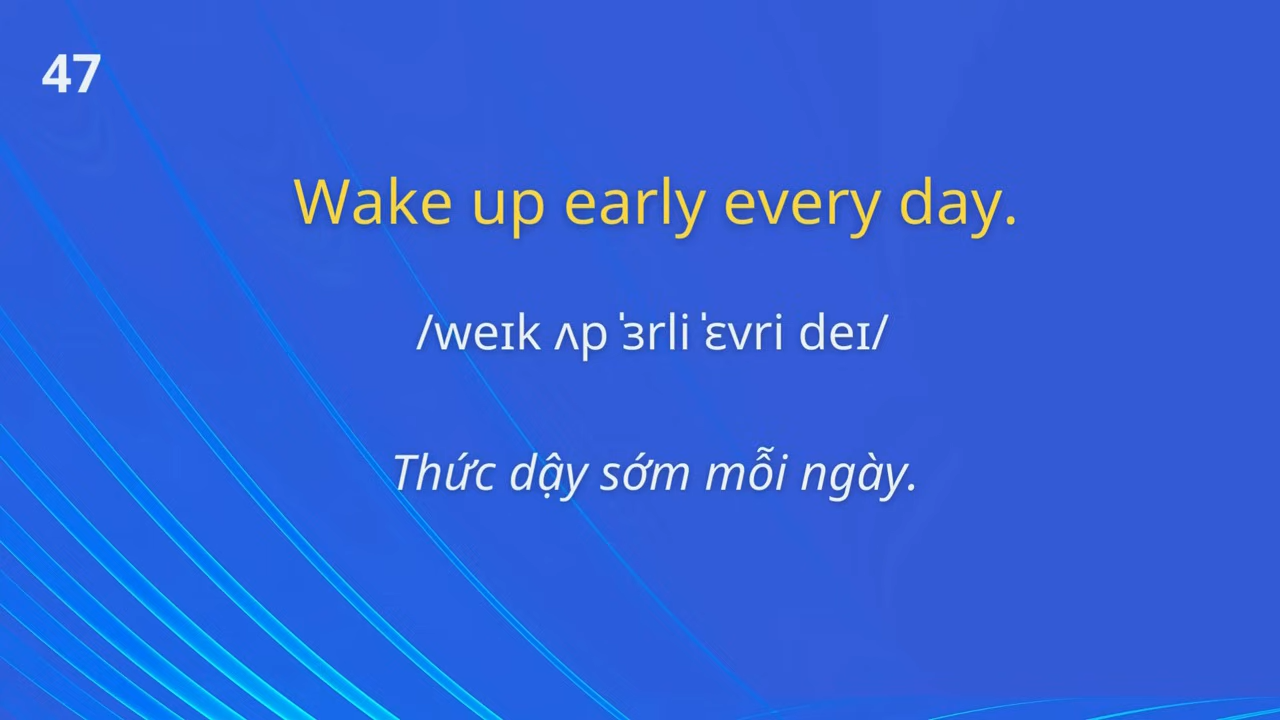 47
Wake up early every day.
/weɪk ʌp ˈɜrli ˈɛvri deɪ/
Thức dậy sớm mỗi ngày.